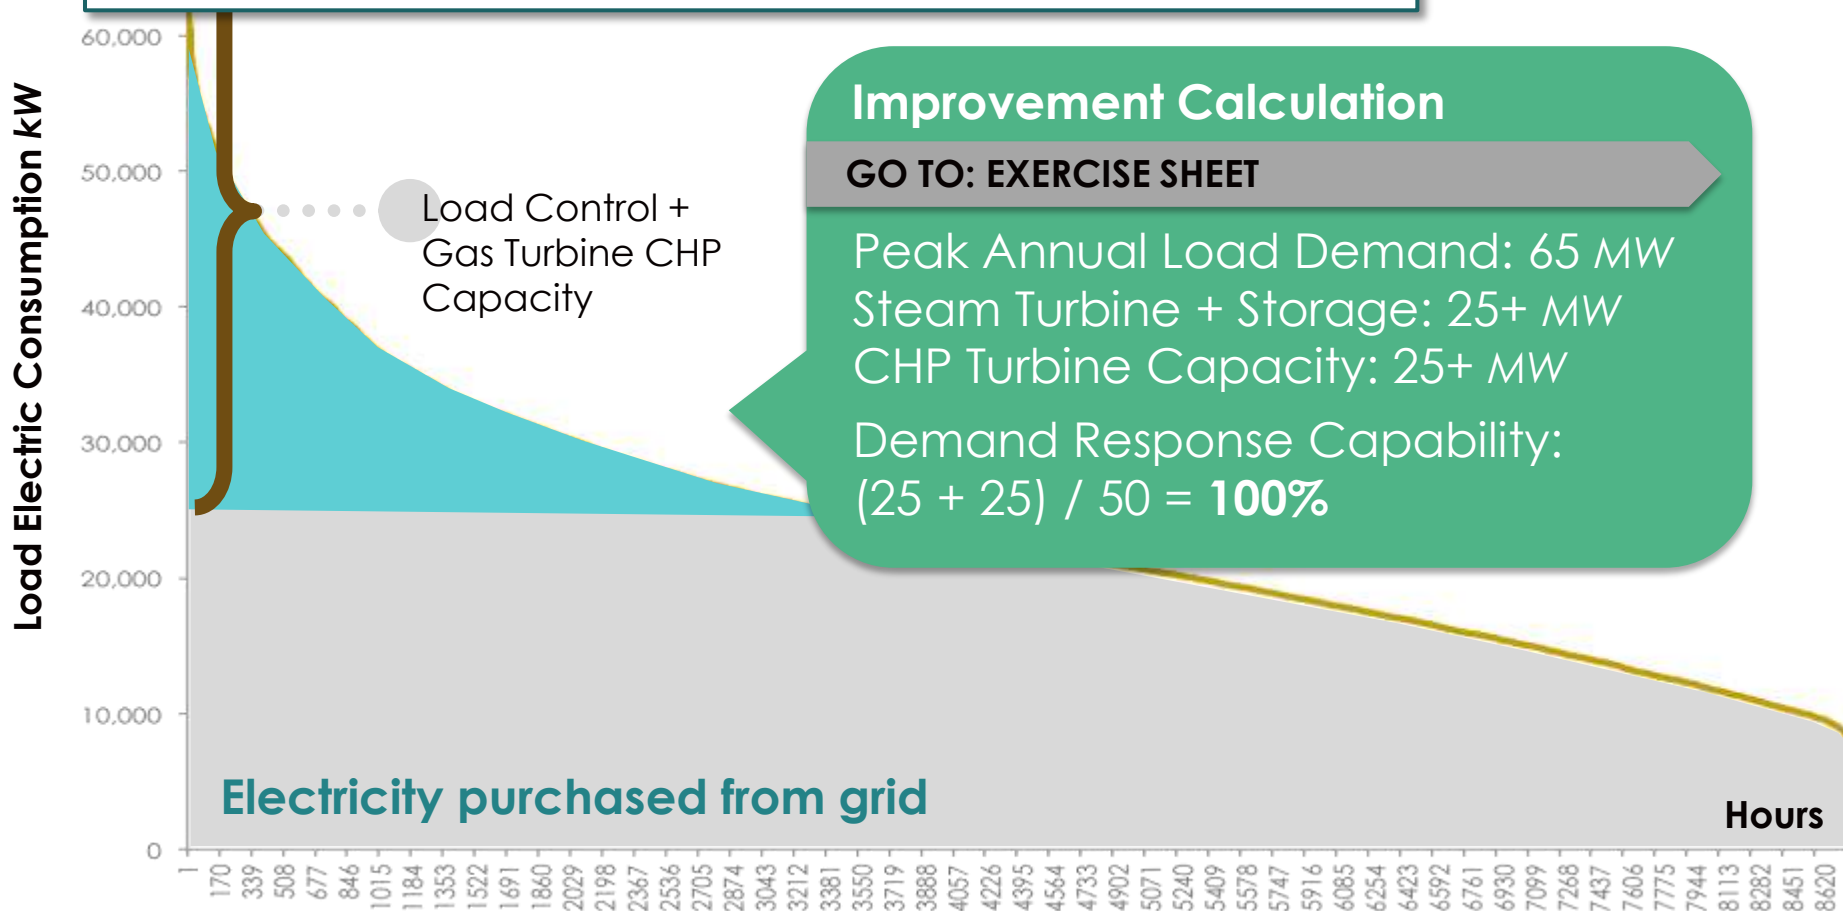 Load Electric Consumption kW
60,000
50,000
40,000
30,000
20,000
10,000
0
Load Control +
Gas Turbine CHP
Capacity
Improvement Calculation
GO TO: EXERCISE SHEET
Peak Annual Load Demand: 65 MW
Steam Turbine + Storage: 25+ MW
CHP Turbine Capacity: 25+ MW
Demand Response Capability:
(25 + 25) / 50 = 100%
Electricity purchased from grid
Hours
1 170 339 508 677 846 1015 1184 1353 1522 1691 1860 2029 2198 2367 2536 2705 2874 3043 3212 3381 3550 3719 3888 4057 4226 4395 4564 4733 4902 5071 5240 5409 5578 5747 5916 6085 6254 6423 6592 6761 6930 7099 7268 7437 7606 7775 7944 8113 8282 8451 8620